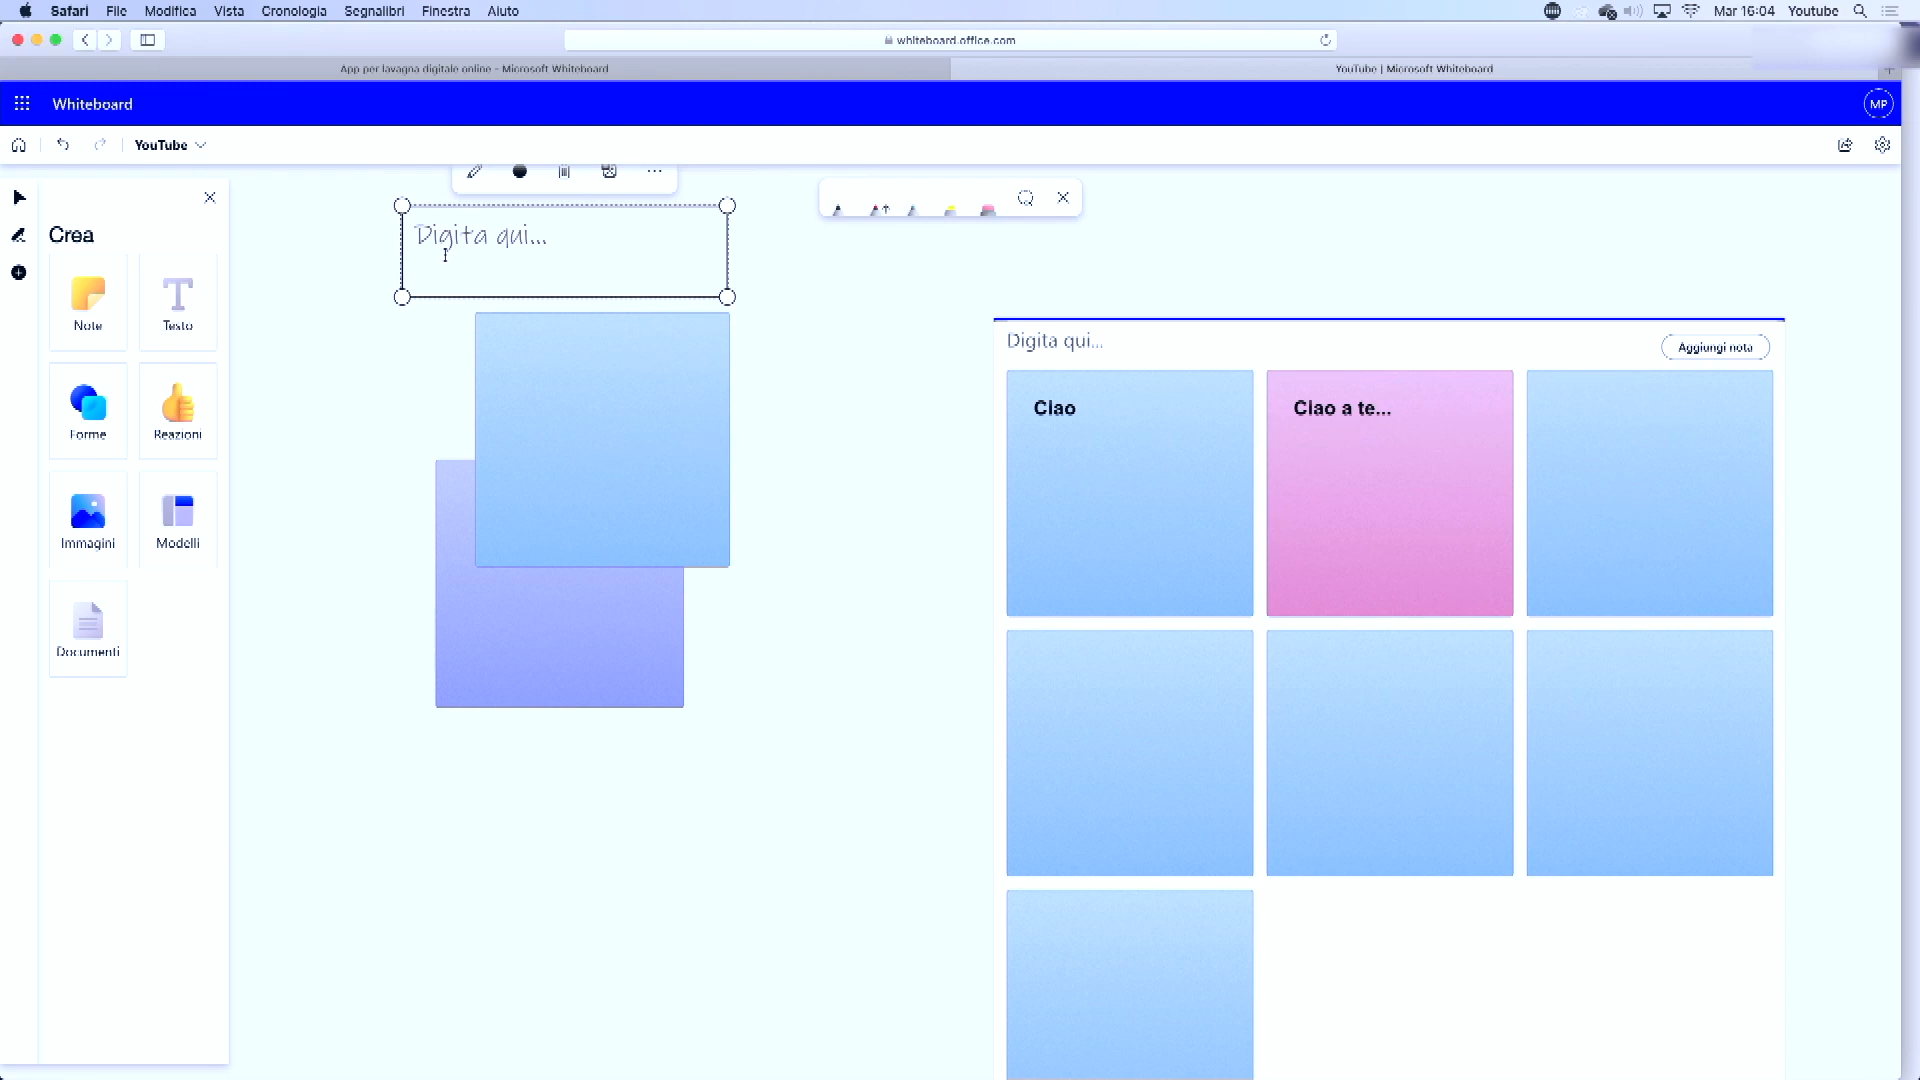 Safari File Modifica Vista Cronologia Segnalibri Finestra Aiuto Mar 16:04 Youtube
whiteboard.office.com
App per lavagna digitale online - Microsoft Whiteboard YouTube | Microsoft Whiteboard
Whiteboard MP
YouTube
Crea
Note Testo
Forme Reazioni
Immagini Modelli
Documenti
Digita qui...
Digita qui... Aggiungi nota
Ciao Ciao a te...